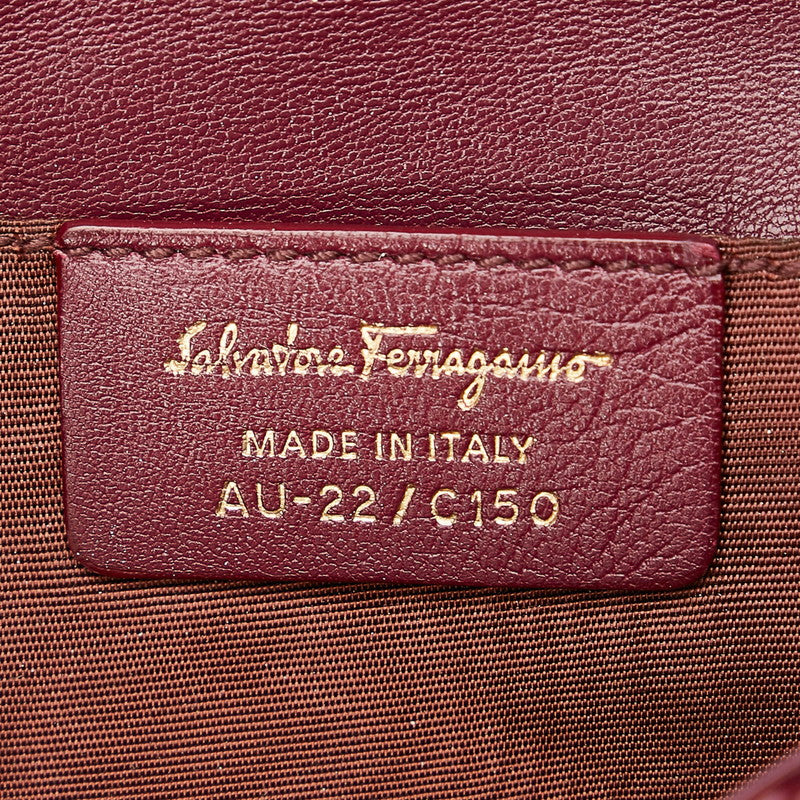 Salvatore Ferragamo
MADE IN ITALY
AU-22/C150